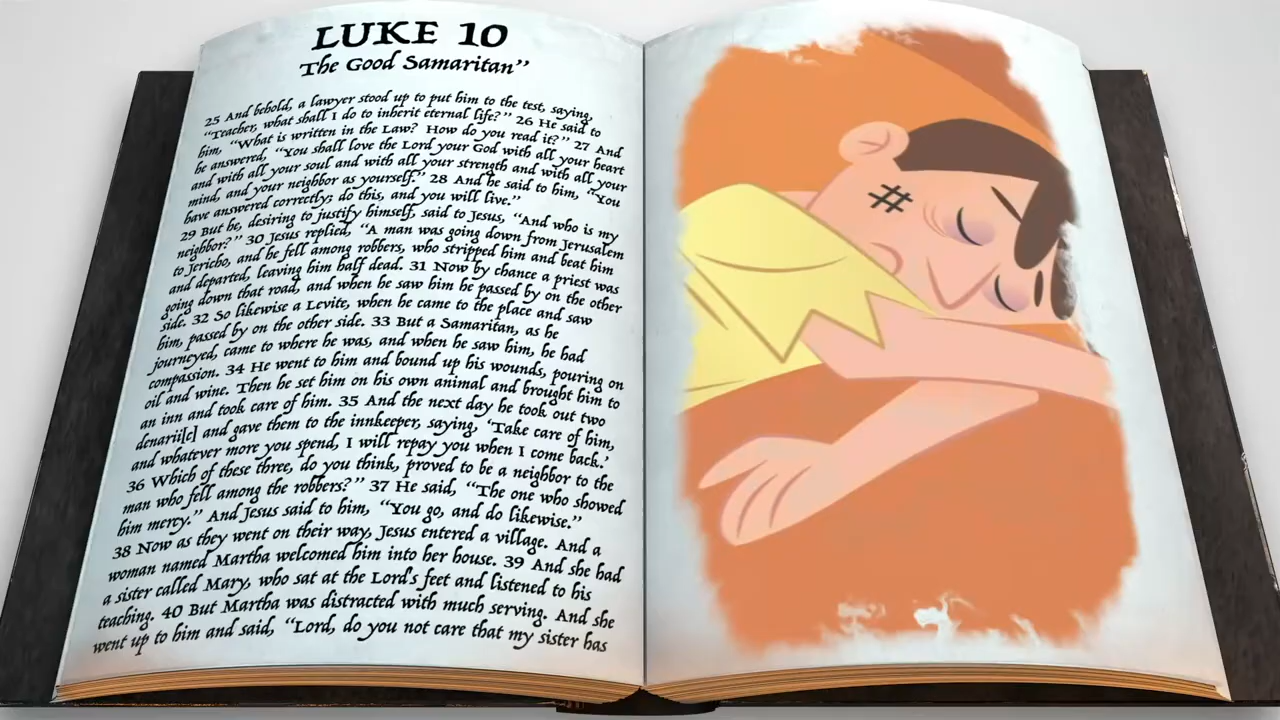 LUKE 10
The Good Samaritan”
25 And behold, a lawyer stood up to put him to the test, saying,
“Teacher, what shall I do to inherit eternal life?” 26 He said to
him, “What is written in the Law? How do you read it?” 27 And
he answered, “You shall love the Lord your God with all your heart
and with all your soul and with all your strength and with all your
mind, and your neighbor as yourself.” 28 And he said to him, “You
have answered correctly; do this, and you will live.”
29 But he, desiring to justify himself, said to Jesus, “And who is my
neighbor?” 30 Jesus replied, “A man was going down from Jerusalem
to Jericho, and he fell among robbers, who stripped him and beat him
and departed, leaving him half dead. 31 Now by chance a priest was
going down that road, and when he saw him he passed by on the other
side. 32 So likewise a Levite, when he came to the place and saw
him, passed by on the other side. 33 But a Samaritan, as he
journeyed, came to where he was, and when he saw him, he had
compassion. 34 He went to him and bound up his wounds, pouring on
oil and wine. Then he set him on his own animal and brought him to
an inn and took care of him. 35 And the next day he took out two
denarii[c] and gave them to the innkeeper, saying, ‘Take care of him,
and whatever more you spend, I will repay you when I come back.’
36 Which of these three, do you think, proved to be a neighbor to the
man who fell among the robbers?” 37 He said, “The one who showed
him mercy.” And Jesus said to him, “You go, and do likewise.”
38 Now as they went on their way, Jesus entered a village. And a
woman named Martha welcomed him into her house. 39 And she had
a sister called Mary, who sat at the Lord's feet and listened to his
teaching. 40 But Martha was distracted with much serving. And she
went up to him and said, “Lord, do you not care that my sister has